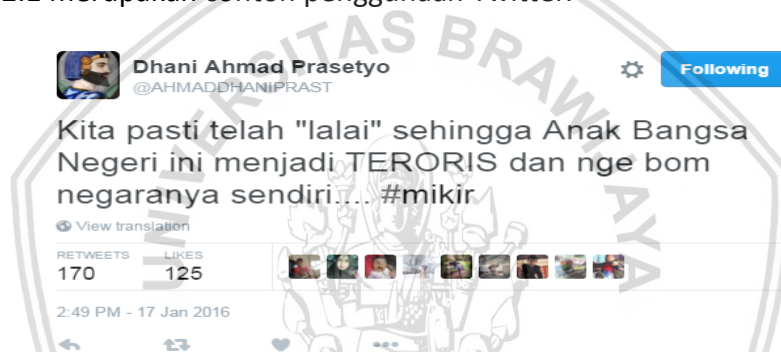 2.1 merupakan contoh penggunaan Twitter.
Dhani Ahmad Prasetyo
@AHMADDHANIPRAST
Following
Kita pasti telah "lalai" sehingga Anak Bangsa
Negeri ini menjadi TERORIS dan nge bom
negaranya sendiri.... #mikir
View translation
RETWEETS LIKES
170 125
2:49 PM - 17 Jan 2016
UNIVERSITAS BRAWIJAYA